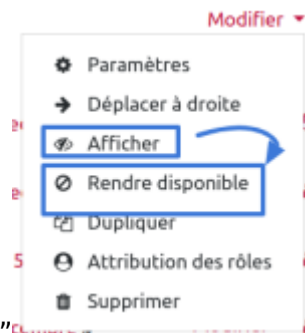 Modifier
Paramètres
Déplacer à droite
Afficher
Rendre disponible
Dupliquer
Attribution des rôles
Supprimer